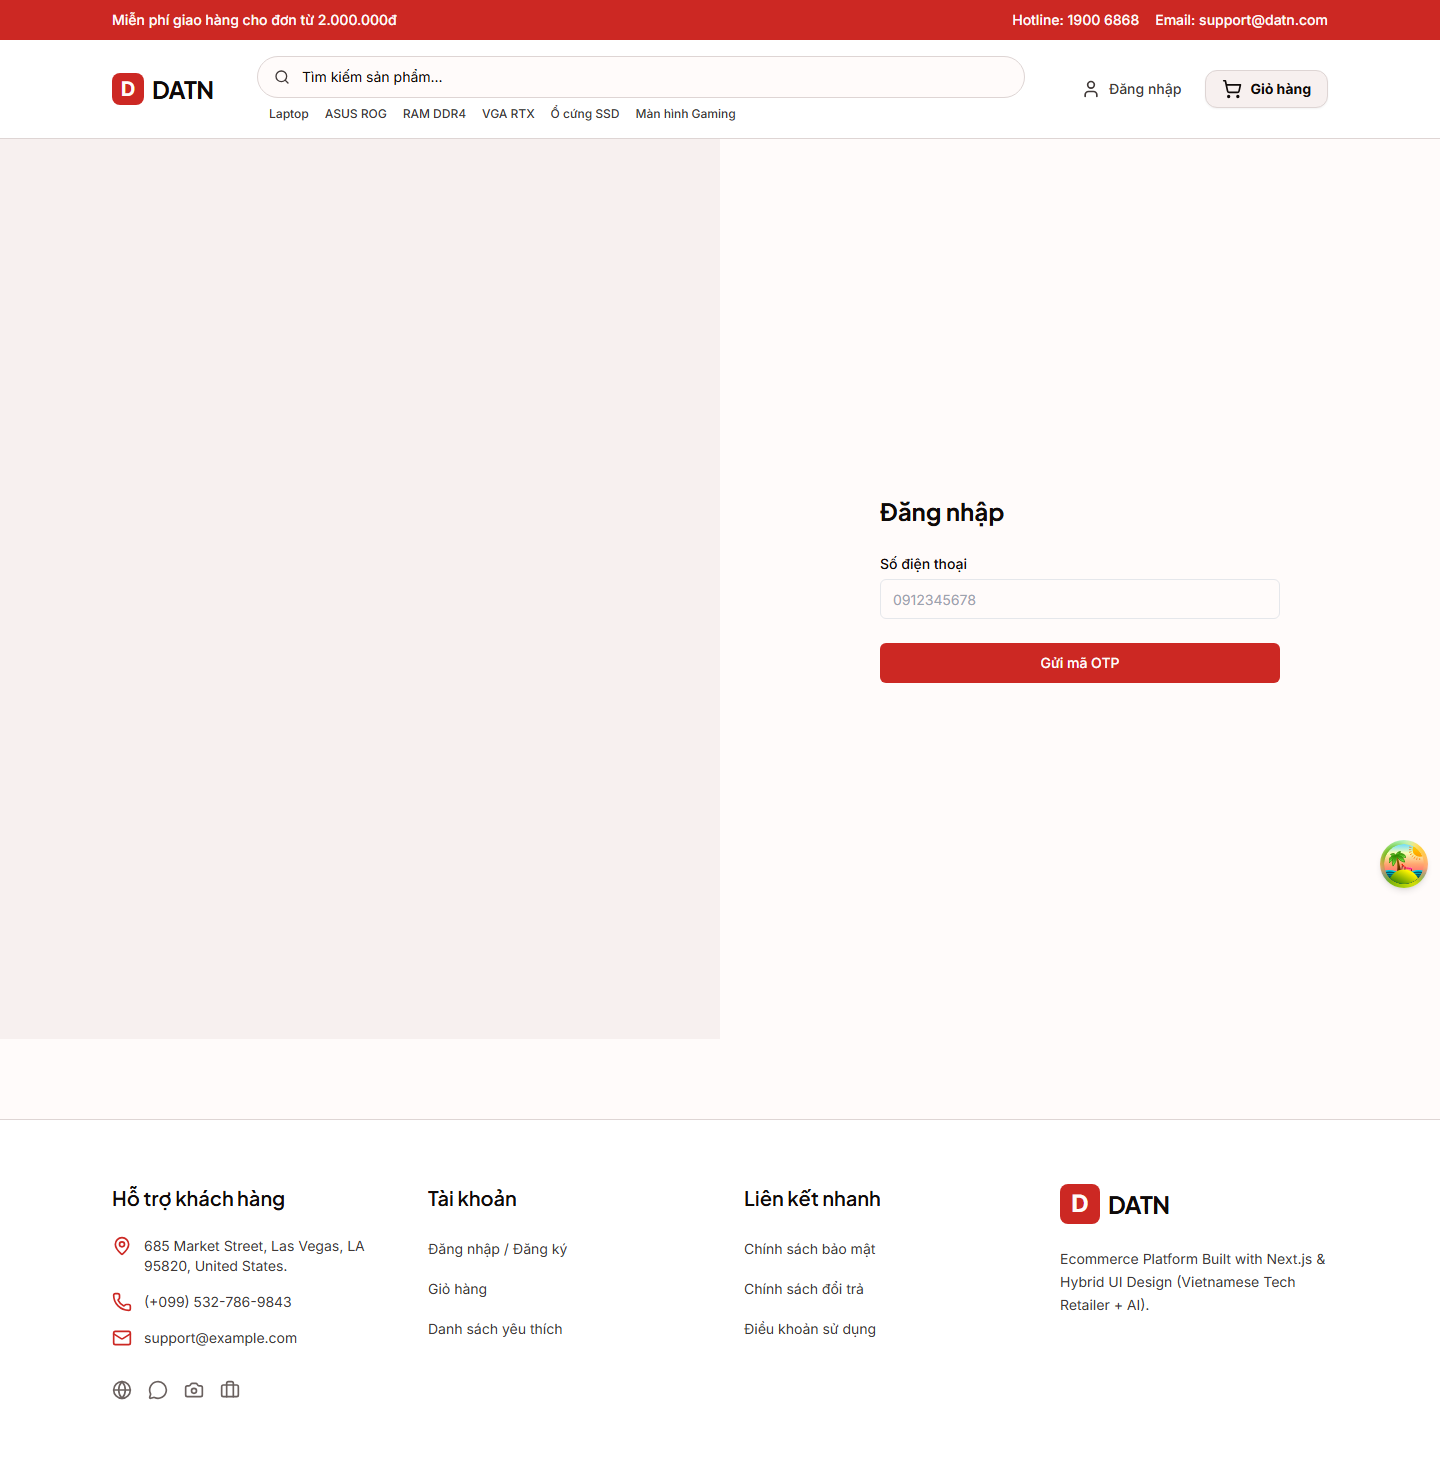 Miễn phí giao hàng cho đơn từ 2.000.000đ
Hotline: 1900 6868
Email: support@datn.com
D DATN
Tìm kiếm sản phẩm...
Đăng nhập
Giỏ hàng
Laptop
ASUS ROG
RAM DDR4
VGA RTX
Ổ cứng SSD
Màn hình Gaming
Đăng nhập
Số điện thoại
0912345678
Gửi mã OTP
Hỗ trợ khách hàng
685 Market Street, Las Vegas, LA
95820, United States.
(+099) 532-786-9843
support@example.com
Tài khoản
Đăng nhập / Đăng ký
Giỏ hàng
Danh sách yêu thích
Liên kết nhanh
Chính sách bảo mật
Chính sách đổi trả
Điều khoản sử dụng
D DATN
Ecommerce Platform Built with Next.js &
Hybrid UI Design (Vietnamese Tech
Retailer + AI).